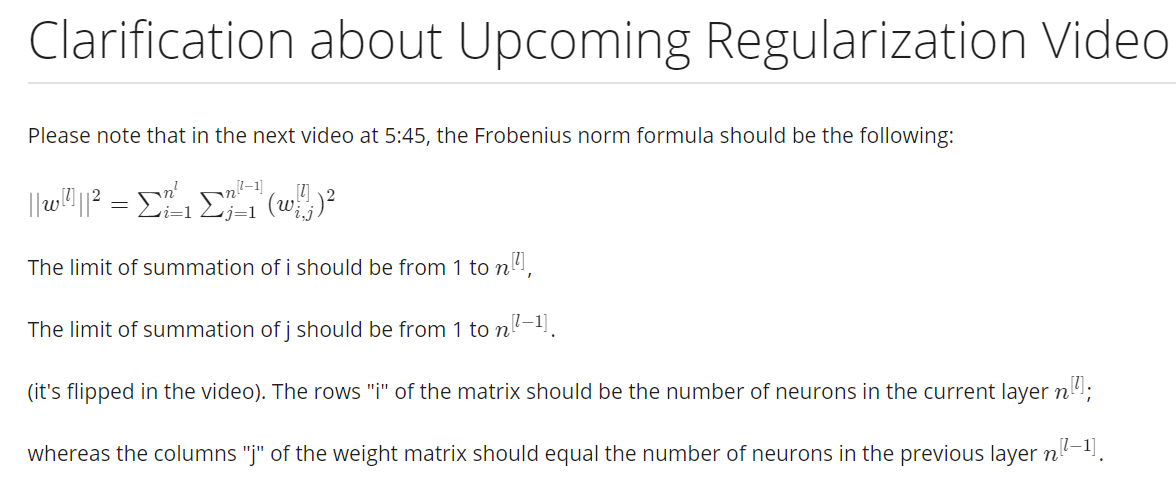 Clarification about Upcoming Regularization Video
Please note that in the next video at 5:45, the Frobenius norm formula should be the following:
||w^{[l]}||^2 = \sum_{i=1}^{n^l} \sum_{j=1}^{n^{[l-1]}} (w_{i,j}^{[l]})^2
The limit of summation of i should be from 1 to n^{[l]},
The limit of summation of j should be from 1 to n^{[l-1]}.
(it's flipped in the video). The rows "i" of the matrix should be the number of neurons in the current layer n^{[l]};
whereas the columns "j" of the weight matrix should equal the number of neurons in the previous layer n^{[l-1]}.